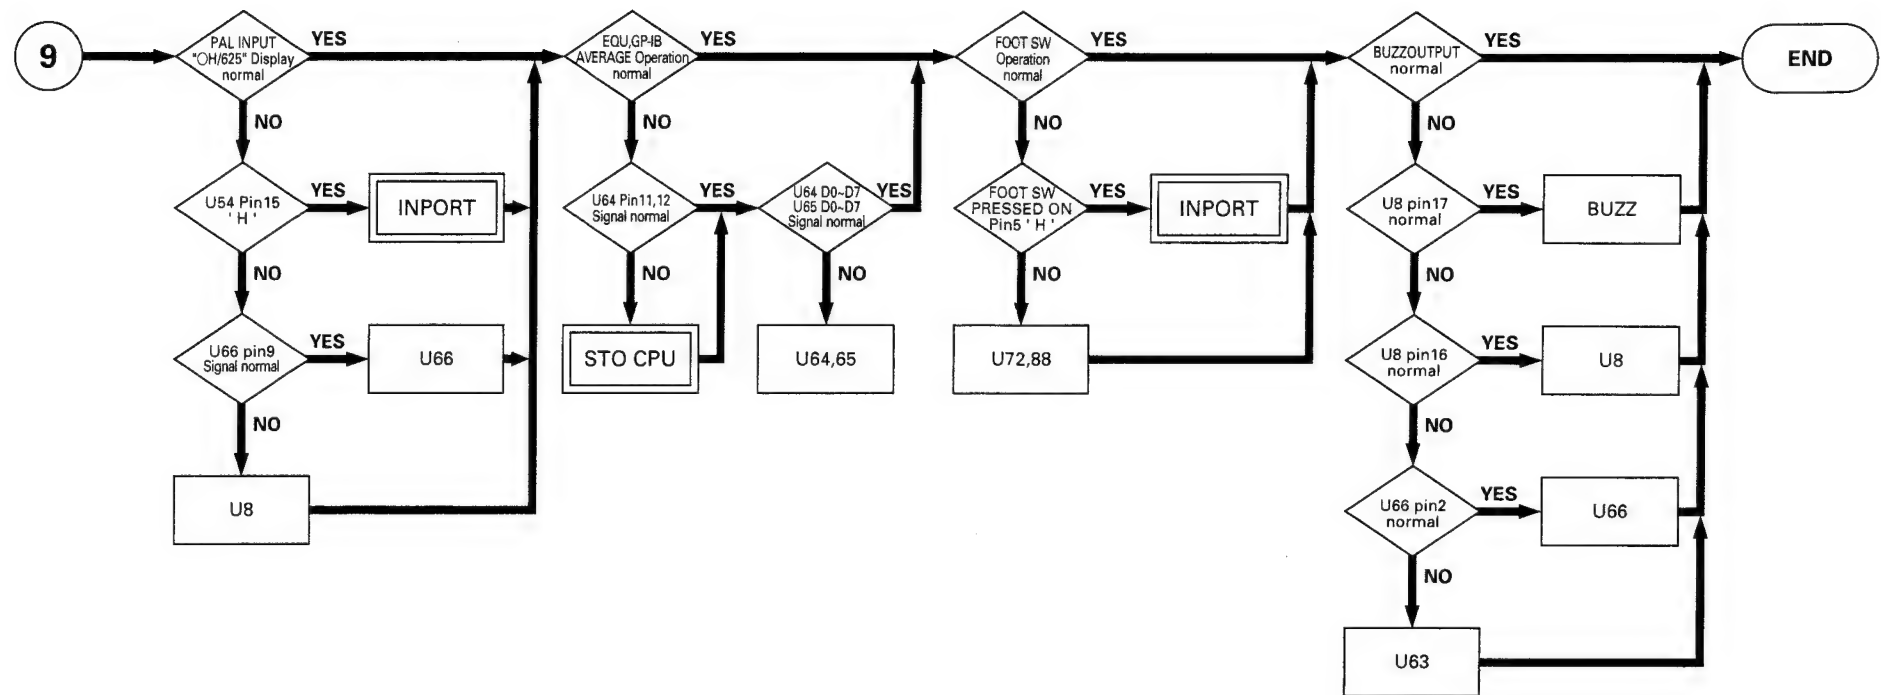 9
PAL INPUT
"OH/625" Display
normal
YES
NO
U54 Pin15
' H '
YES
INPORT
NO
U66 pin9
Signal normal
YES
U66
NO
U8
EQU,GP-IB
AVERAGE Operation
normal
YES
NO
U64 Pin11,12
Signal normal
YES
NO
STO CPU
U64 D0~D7
U65 D0~D7
Signal normal
YES
NO
U64,65
FOOT SW
Operation
normal
YES
NO
FOOT SW
PRESSED ON
Pin5 ' H '
YES
INPORT
NO
U72,88
BUZZOUTPUT
normal
YES
NO
U8 pin17
normal
YES
BUZZ
NO
U8 pin16
normal
YES
U8
NO
U66 pin2
normal
YES
U66
NO
U63
END